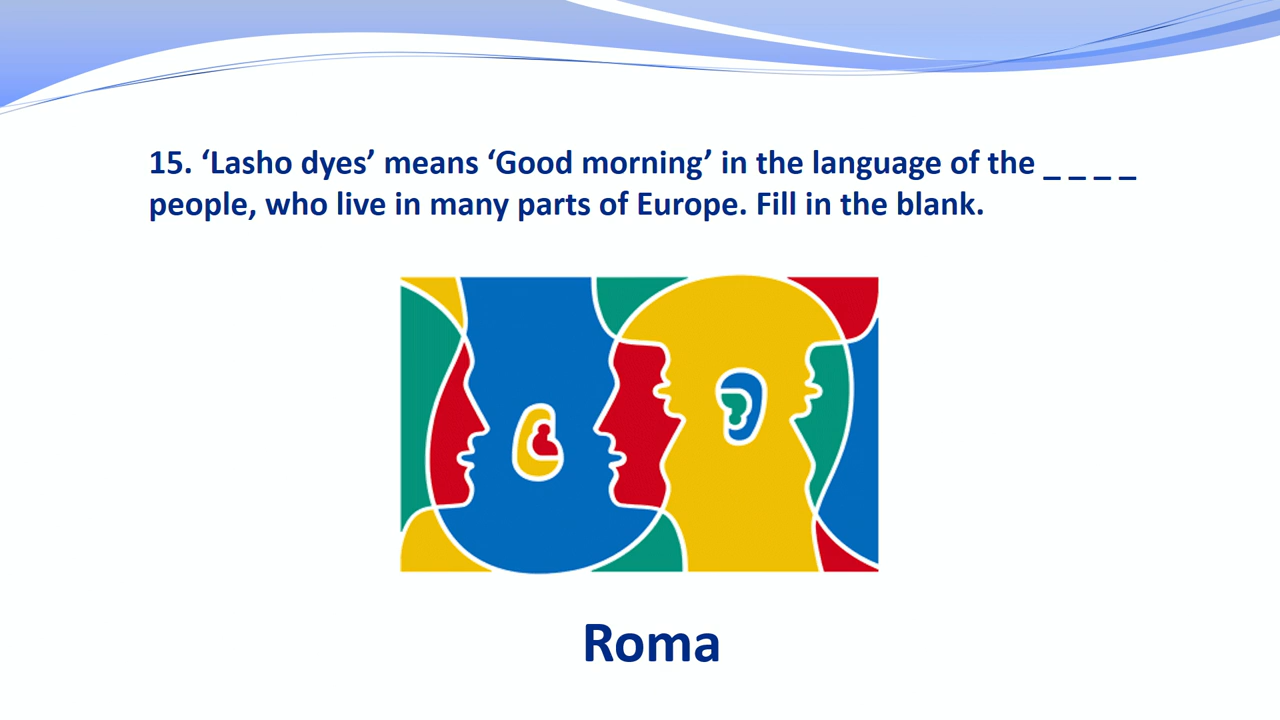 15. ‘Lasho dyes’ means ‘Good morning’ in the language of the _ _ _ _
people, who live in many parts of Europe. Fill in the blank.
Roma